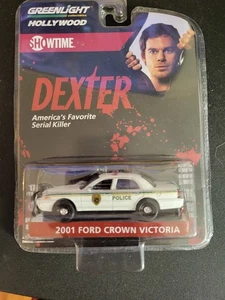 GREENLIGHT
HOLLYWOOD
SHOWTIME
DEXTER
America's Favorite
Serial Killer
POLICE
2001 FORD CROWN VICTORIA